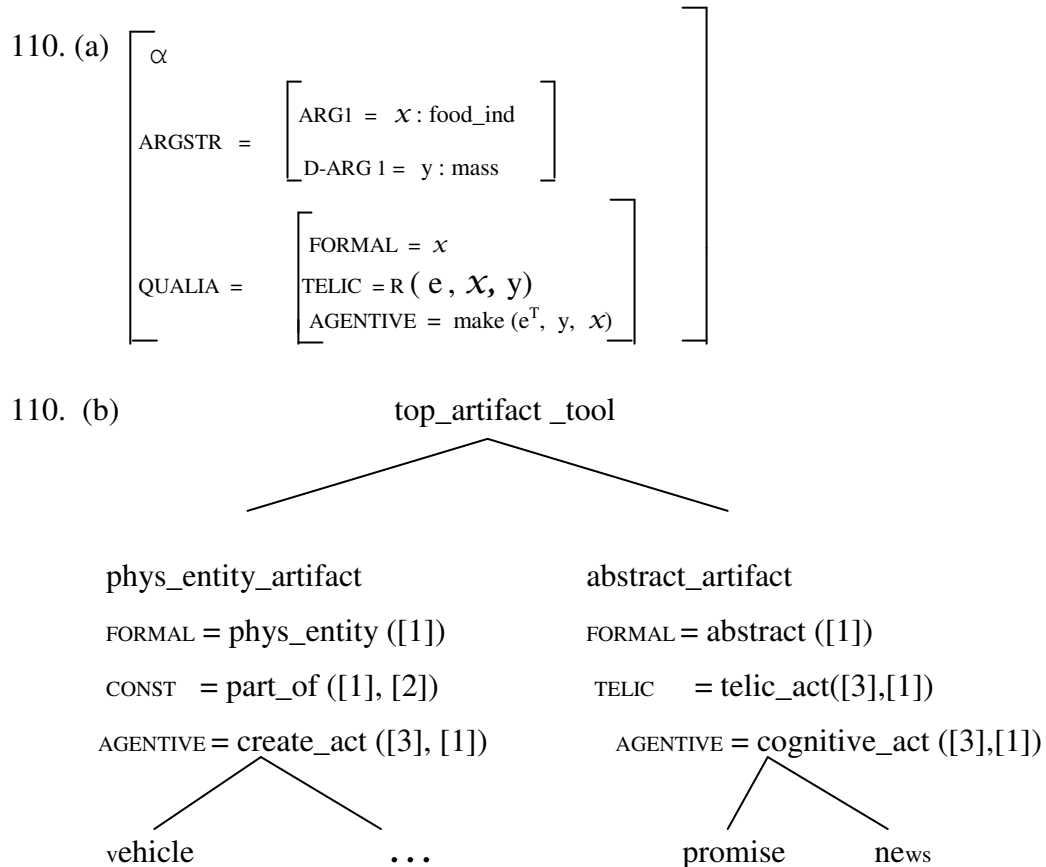 110. (a)
α
ARG1 = x : food_ind
ARGSTR =
D-ARG 1 = y : mass
FORMAL = x
QUALIA = TELIC = R ( e , x, y)
AGENTIVE = make (eᵀ, y, x)
110. (b) top_artifact _tool
phys_entity_artifact abstract_artifact
FORMAL = phys_entity ([1]) FORMAL = abstract ([1])
CONST = part_of ([1], [2]) TELIC = telic_act([3],[1])
AGENTIVE = create_act ([3], [1]) AGENTIVE = cognitive_act ([3],[1])
vehicle ... promise news